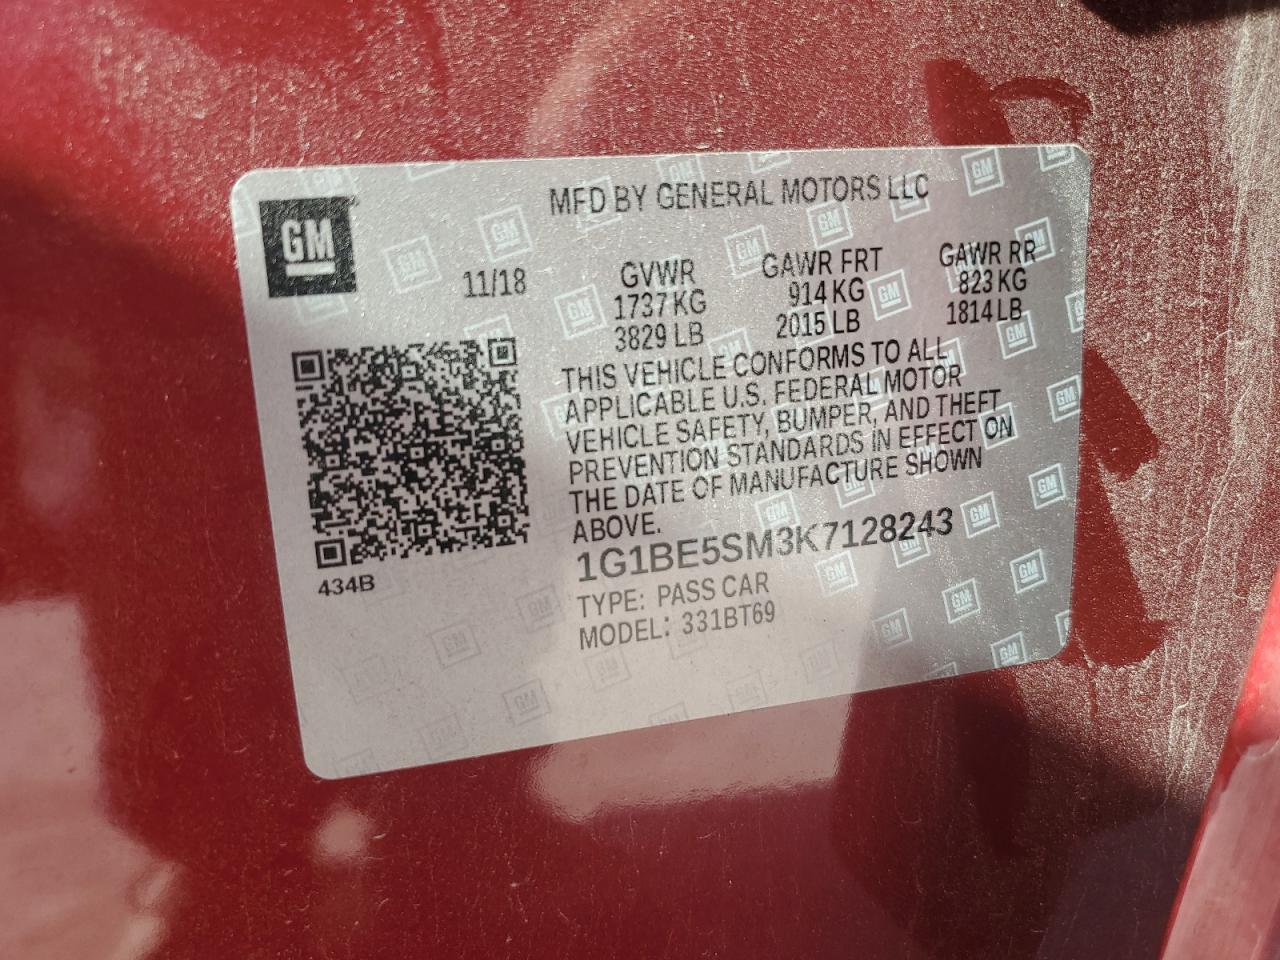 GM
MFD BY GENERAL MOTORS LLC
11/18
GVWR GAWR FRT GAWR RR
1737 KG 914 KG 823 KG
3829 LB 2015 LB 1814 LB
THIS VEHICLE CONFORMS TO ALL
APPLICABLE U.S. FEDERAL MOTOR
VEHICLE SAFETY, BUMPER, AND THEFT
PREVENTION STANDARDS IN EFFECT ON
THE DATE OF MANUFACTURE SHOWN
ABOVE.
1G1BE5SM3K7128243
TYPE: PASS CAR
MODEL: 331BT69
434B